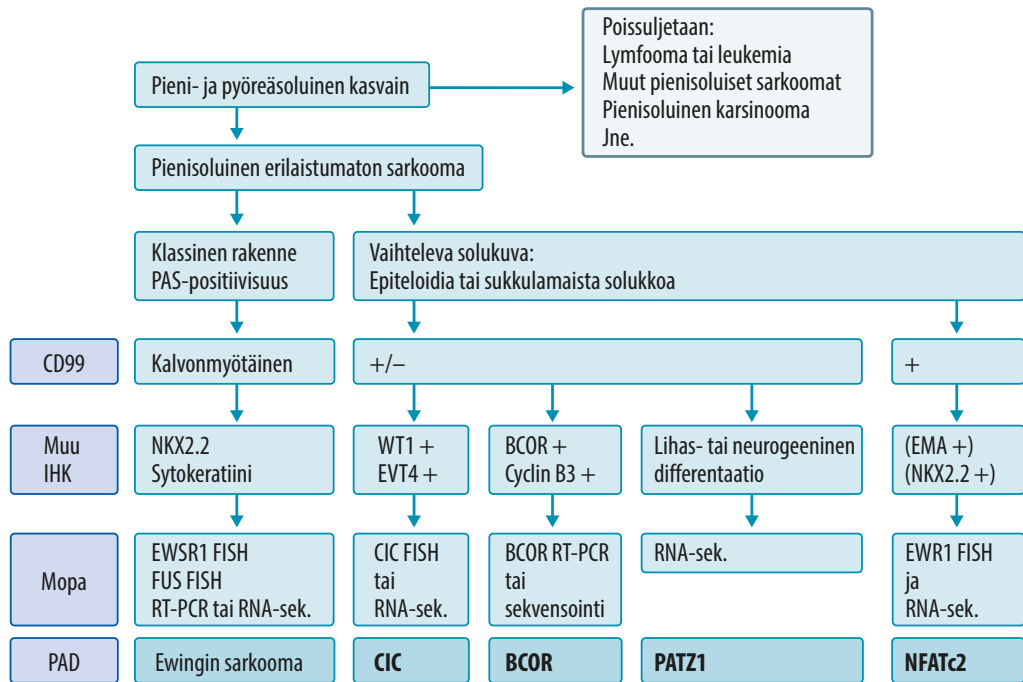 Poissuljetaan:
Lymfooma tai leukemia
Muut pienisoluiset sarkoomat
Pienisoluinen karsinooma
Jne.
Pieni- ja pyöreäsoluinen kasvain
Pienisoluinen erilaistumaton sarkooma
Klassinen rakenne
PAS-positiivisuus
Vaihteleva solukuva:
Epiteloidia tai sukkulamaista solukkoa
CD99
Kalvonmyötäinen
+/–
+
Muu
IHK
NKX2.2
Sytokeratiini
WT1 +
EVT4 +
BCOR +
Cyclin B3 +
Lihas- tai neurogeeninen
differentaatio
(EMA +)
(NKX2.2 +)
Mopa
EWSR1 FISH
FUS FISH
RT-PCR tai RNA-sek.
CIC FISH
tai
RNA-sek.
BCOR RT-PCR
tai
sekvensointi
RNA-sek.
EWR1 FISH
ja
RNA-sek.
PAD
Ewingin sarkooma
CIC
BCOR
PATZ1
NFATc2